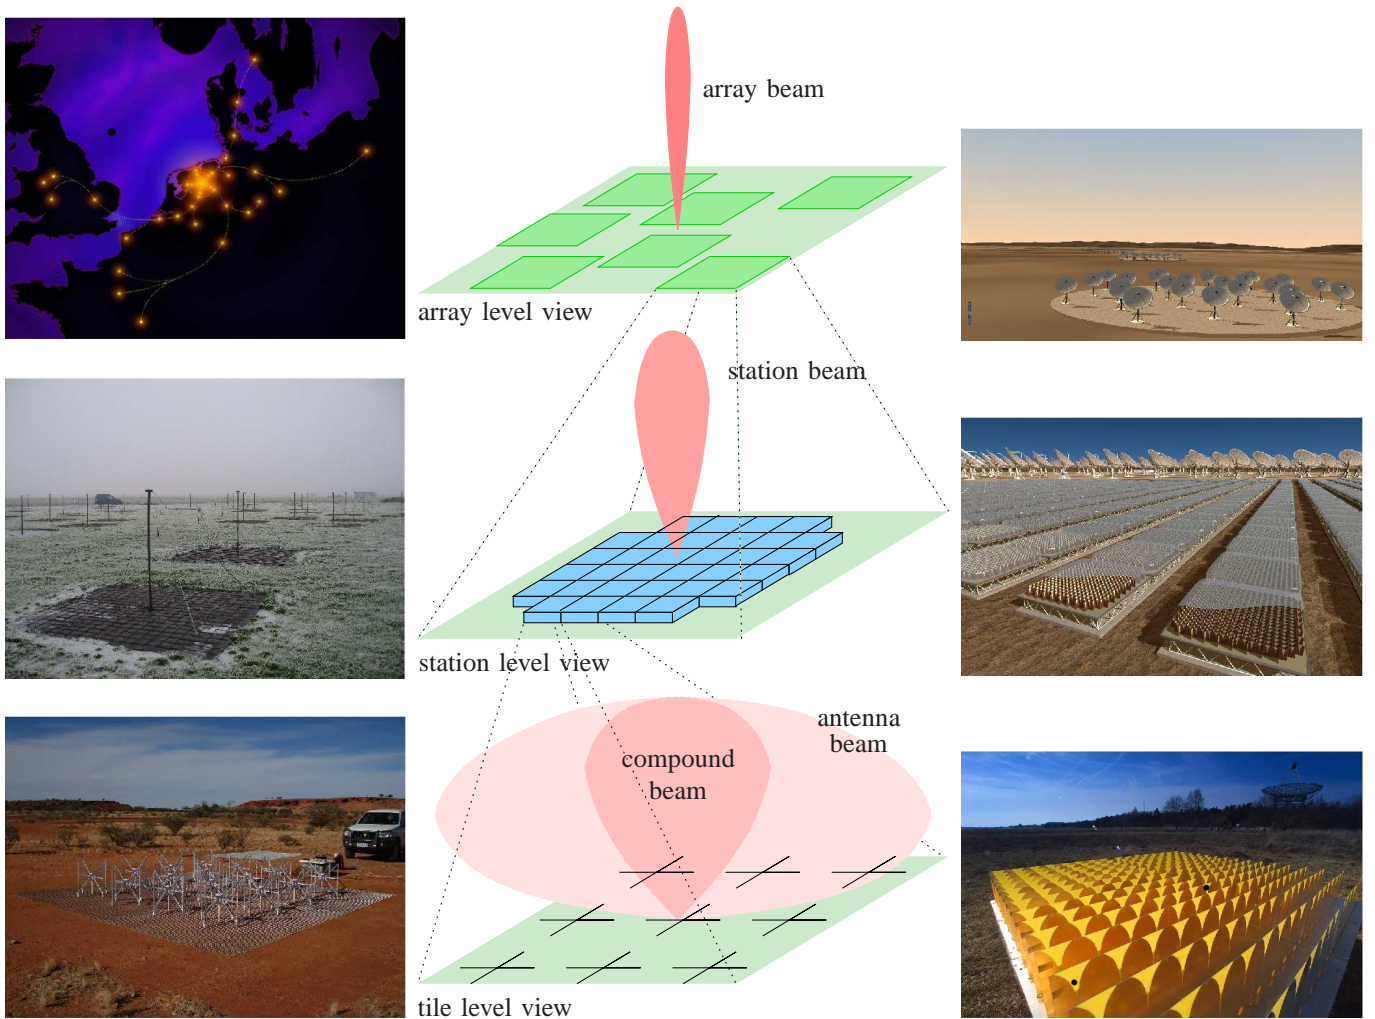 array beam
array level view
station beam
station level view
antenna
beam
compound
beam
tile level view